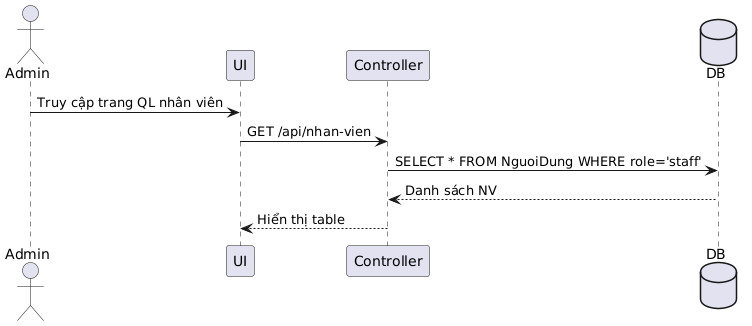 Admin
UI
Controller
DB
Truy cập trang QL nhân viên
GET /api/nhan-vien
SELECT * FROM NguoiDung WHERE role='staff'
Danh sách NV
Hiển thị table
Admin
UI
Controller
DB